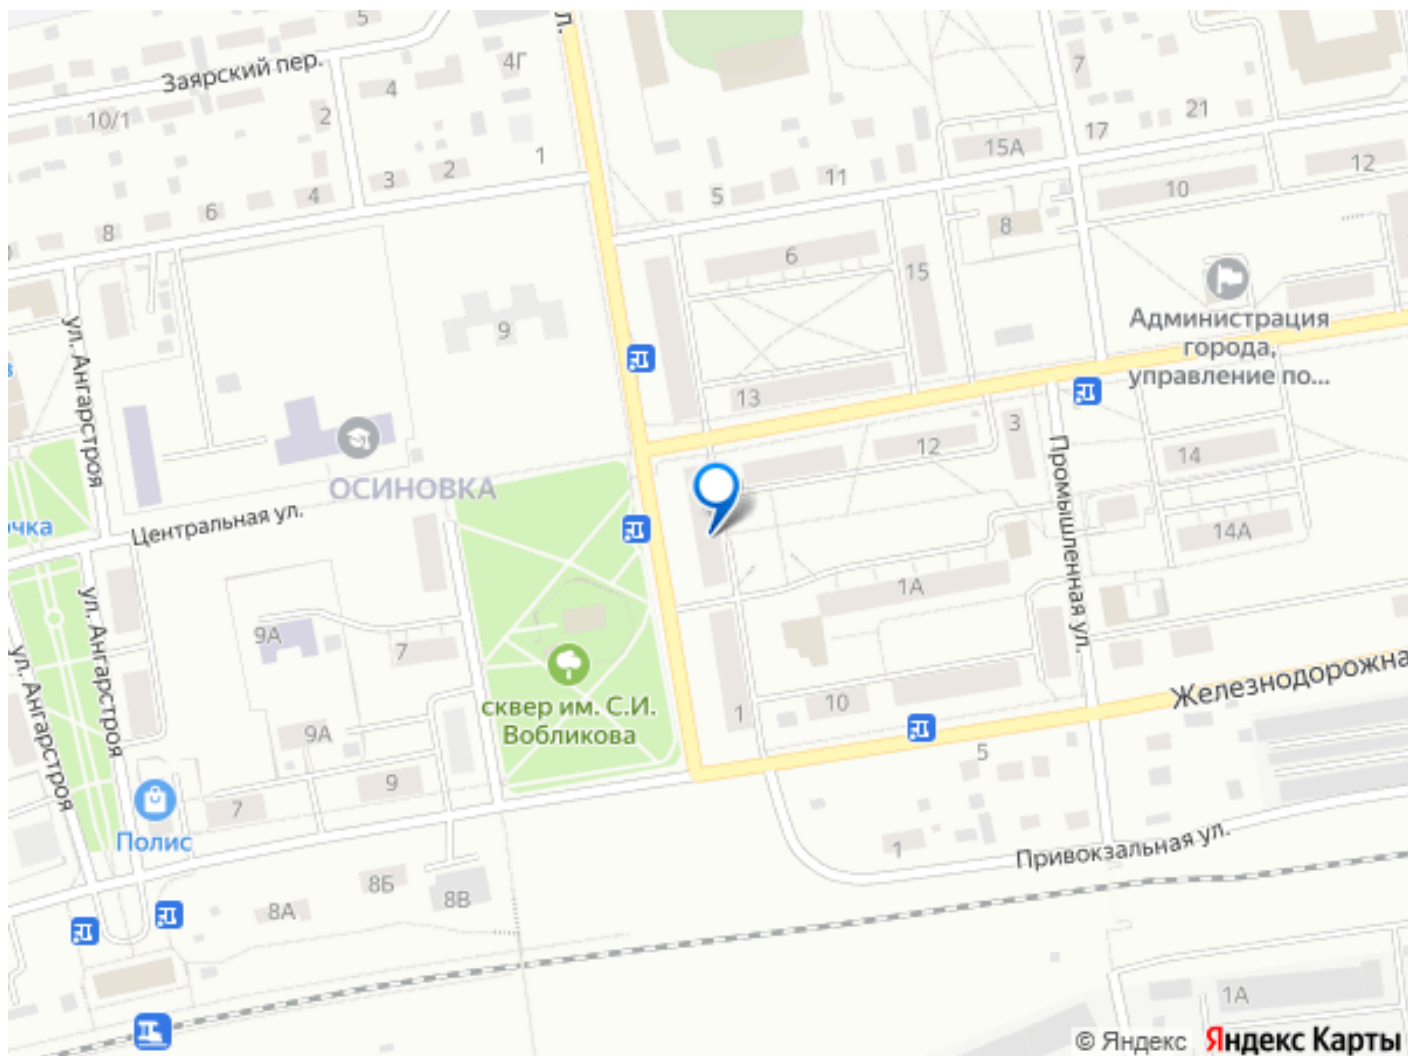 5
л.
Заярский пер.
4Г
4
7
10/1
2
21
17
15А
1
12
3
2
11
10
4
5
6
8
8
6
15
Администрация
города,
управление по...
ул. Ангарстроя
9
13
3
12
14
ОСИНОВКА
Промышленная ул.
Центральная ул.
чка
14А
1А
ул. Ангарстроя
9А
7
ул. Ангарстроя
сквер им. С.И.
Вобликова
Железнодорожна
10
1
9А
5
9
7
Полис
1
Привокзальная ул.
8Б
8В
8А
1А
© Яндекс
Яндекс Карты